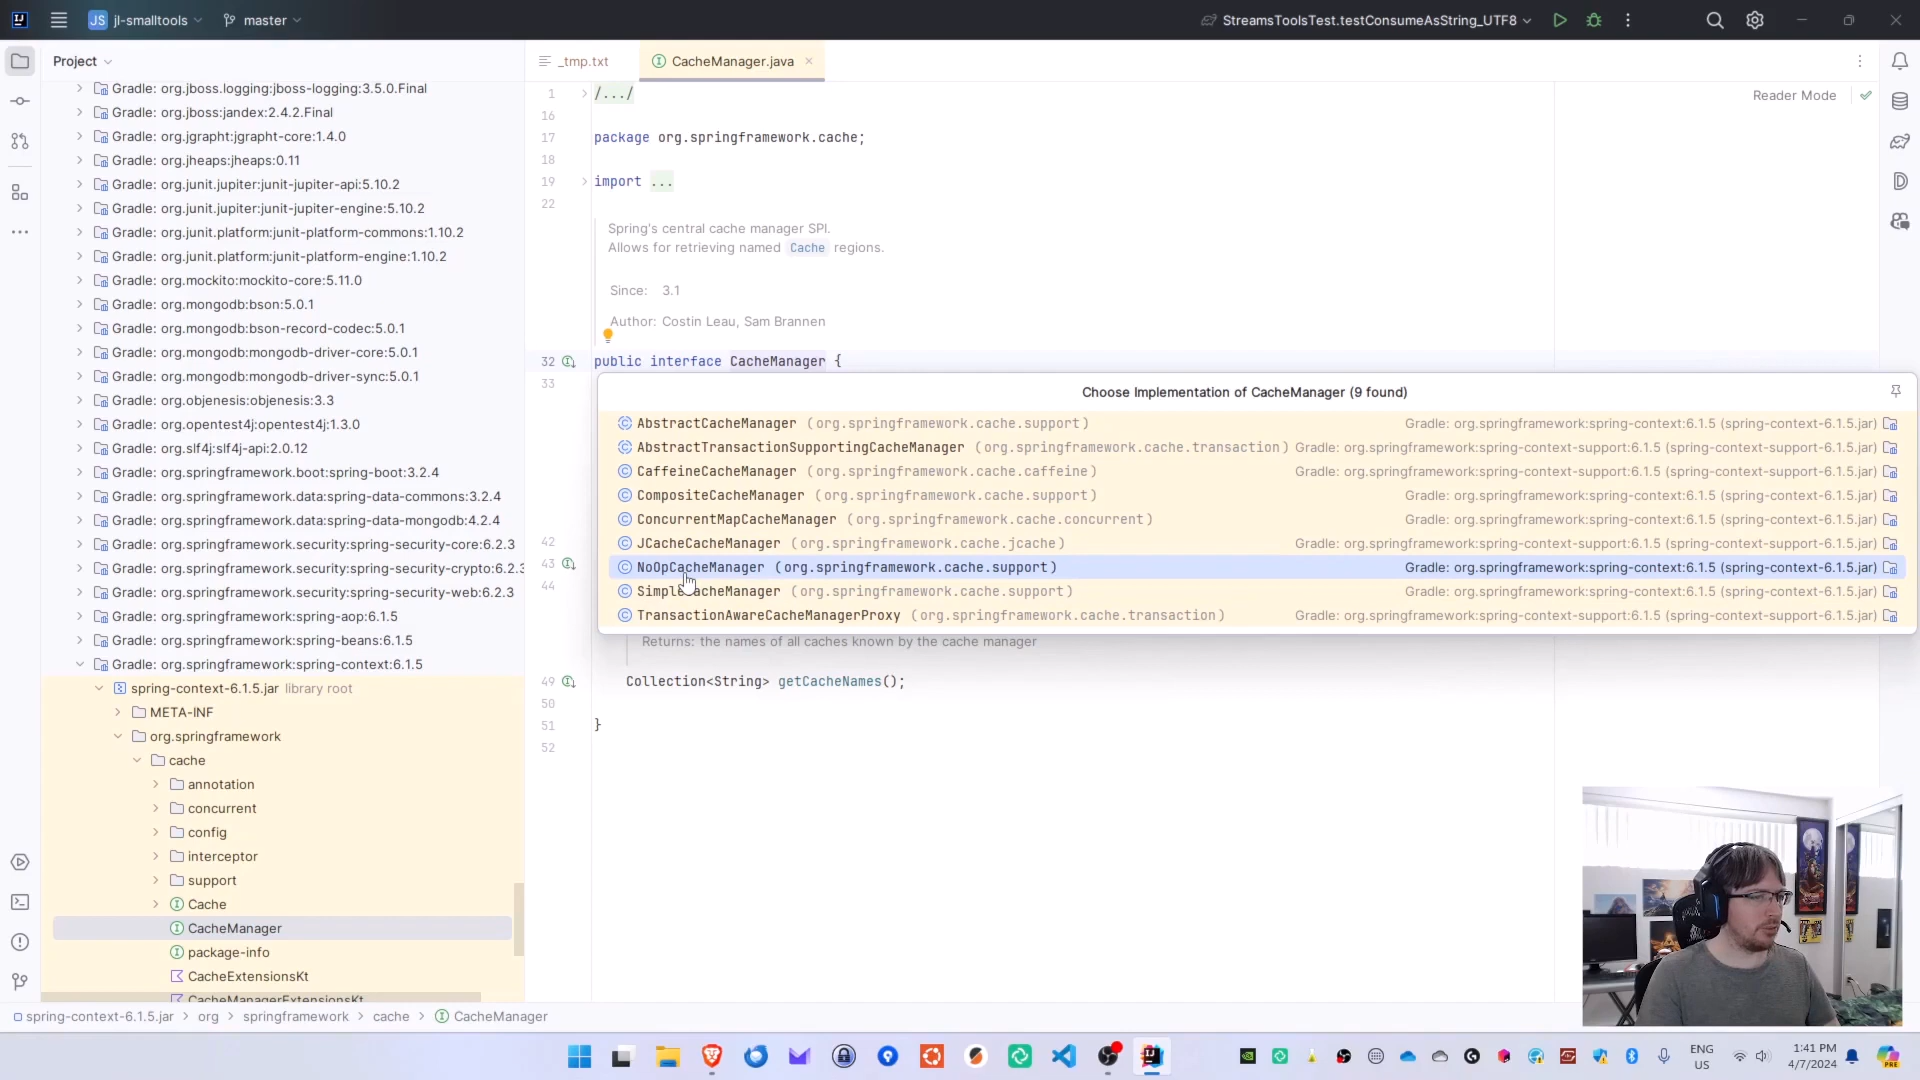 JS jl-smalltools
master
StreamsToolsTest.testConsumeAsString_UTF8
Project
Gradle: org.jboss.logging:jboss-logging:3.5.0.Final
Gradle: org.jboss:jandex:2.4.2.Final
Gradle: org.jgrapht:jgrapht-core:1.4.0
Gradle: org.jheaps:jheaps:0.11
Gradle: org.junit.jupiter:junit-jupiter-api:5.10.2
Gradle: org.junit.jupiter:junit-jupiter-engine:5.10.2
Gradle: org.junit.platform:junit-platform-commons:1.10.2
Gradle: org.junit.platform:junit-platform-engine:1.10.2
Gradle: org.mockito:mockito-core:5.11.0
Gradle: org.mongodb:bson:5.0.1
Gradle: org.mongodb:bson-record-codec:5.0.1
Gradle: org.mongodb:mongodb-driver-core:5.0.1
Gradle: org.mongodb:mongodb-driver-sync:5.0.1
Gradle: org.objenesis:objenesis:3.3
Gradle: org.opentest4j:opentest4j:1.3.0
Gradle: org.slf4j:slf4j-api:2.0.12
Gradle: org.springframework.boot:spring-boot:3.2.4
Gradle: org.springframework.data:spring-data-commons:3.2.4
Gradle: org.springframework.data:spring-data-mongodb:4.2.4
Gradle: org.springframework.security:spring-security-core:6.2.3
Gradle: org.springframework.security:spring-security-crypto:6.2.3
Gradle: org.springframework.security:spring-security-web:6.2.3
Gradle: org.springframework:spring-aop:6.1.5
Gradle: org.springframework:spring-beans:6.1.5
Gradle: org.springframework:spring-context:6.1.5
spring-context-6.1.5.jar library root
META-INF
org.springframework
cache
annotation
concurrent
config
interceptor
support
Cache
CacheManager
package-info
CacheExtensionsKt
CacheManagerExtensionsKt
_tmp.txt
CacheManager.java
Reader Mode
1 /.../
16
17 package org.springframework.cache;
18
19 import ...
22
Spring's central cache manager SPI.
Allows for retrieving named Cache regions.
Since: 3.1
Author: Costin Leau, Sam Brannen
32 public interface CacheManager {
33
Choose Implementation of CacheManager (9 found)
AbstractCacheManager (org.springframework.cache.support) Gradle: org.springframework:spring-context:6.1.5 (spring-context-6.1.5.jar)
AbstractTransactionSupportingCacheManager (org.springframework.cache.transaction) Gradle: org.springframework:spring-context-support:6.1.5 (spring-context-support-6.1.5.jar)
CaffeineCacheManager (org.springframework.cache.caffeine) Gradle: org.springframework:spring-context-support:6.1.5 (spring-context-support-6.1.5.jar)
CompositeCacheManager (org.springframework.cache.support) Gradle: org.springframework:spring-context:6.1.5 (spring-context-6.1.5.jar)
ConcurrentMapCacheManager (org.springframework.cache.concurrent) Gradle: org.springframework:spring-context:6.1.5 (spring-context-6.1.5.jar)
JCacheCacheManager (org.springframework.cache.jcache) Gradle: org.springframework:spring-context-support:6.1.5 (spring-context-support-6.1.5.jar)
NoOpCacheManager (org.springframework.cache.support) Gradle: org.springframework:spring-context:6.1.5 (spring-context-6.1.5.jar)
SimpleCacheManager (org.springframework.cache.support) Gradle: org.springframework:spring-context:6.1.5 (spring-context-6.1.5.jar)
TransactionAwareCacheManagerProxy (org.springframework.cache.transaction) Gradle: org.springframework:spring-context-support:6.1.5 (spring-context-support-6.1.5.jar)
42
43
44
Returns: the names of all caches known by the cache manager
49 Collection<String> getCacheNames();
50
51 }
52
spring-context-6.1.5.jar > org > springframework > cache > CacheManager
ENG
US
1:41 PM
4/7/2024
PRE